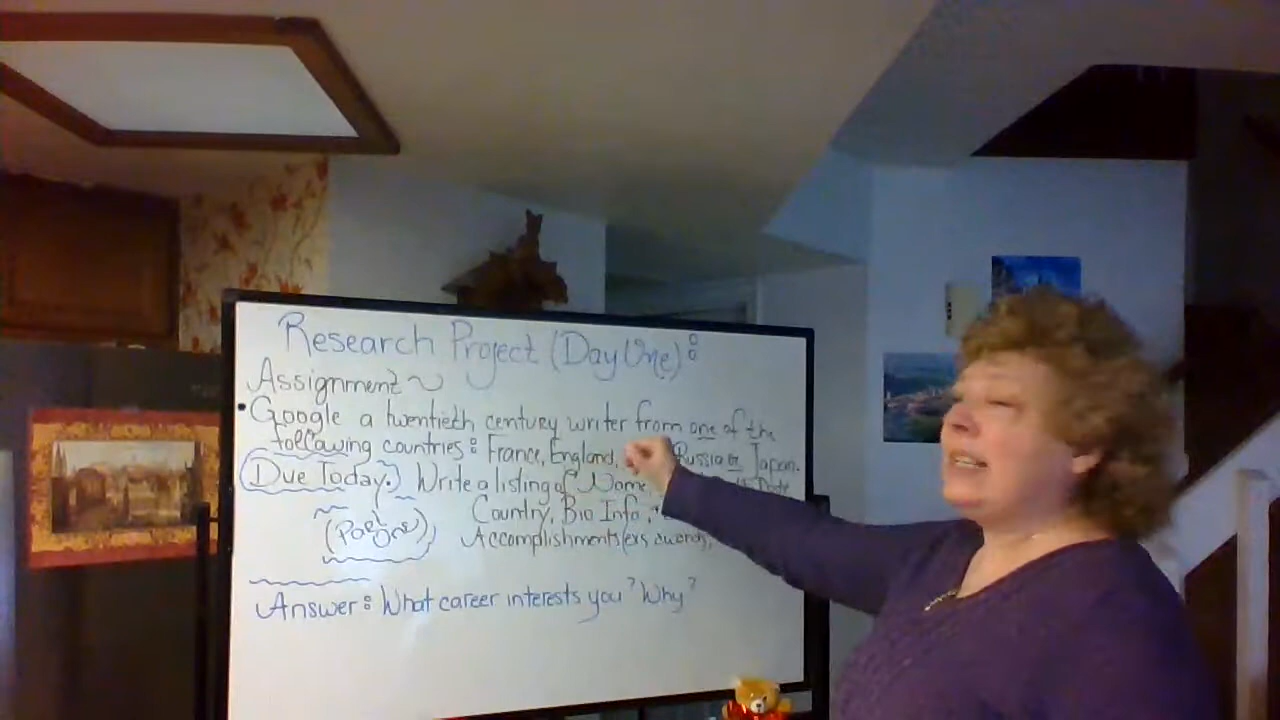 Research Project (Day One):
Assignment ~
• Google a twentieth century writer from one of the
following countries: France, England, Russia or Japan.
Due Today: Write a listing of Name, Date
(Part One) Country, Bio Info,
Accomplishments (exs. awards,
Answer: What career interests you? Why?